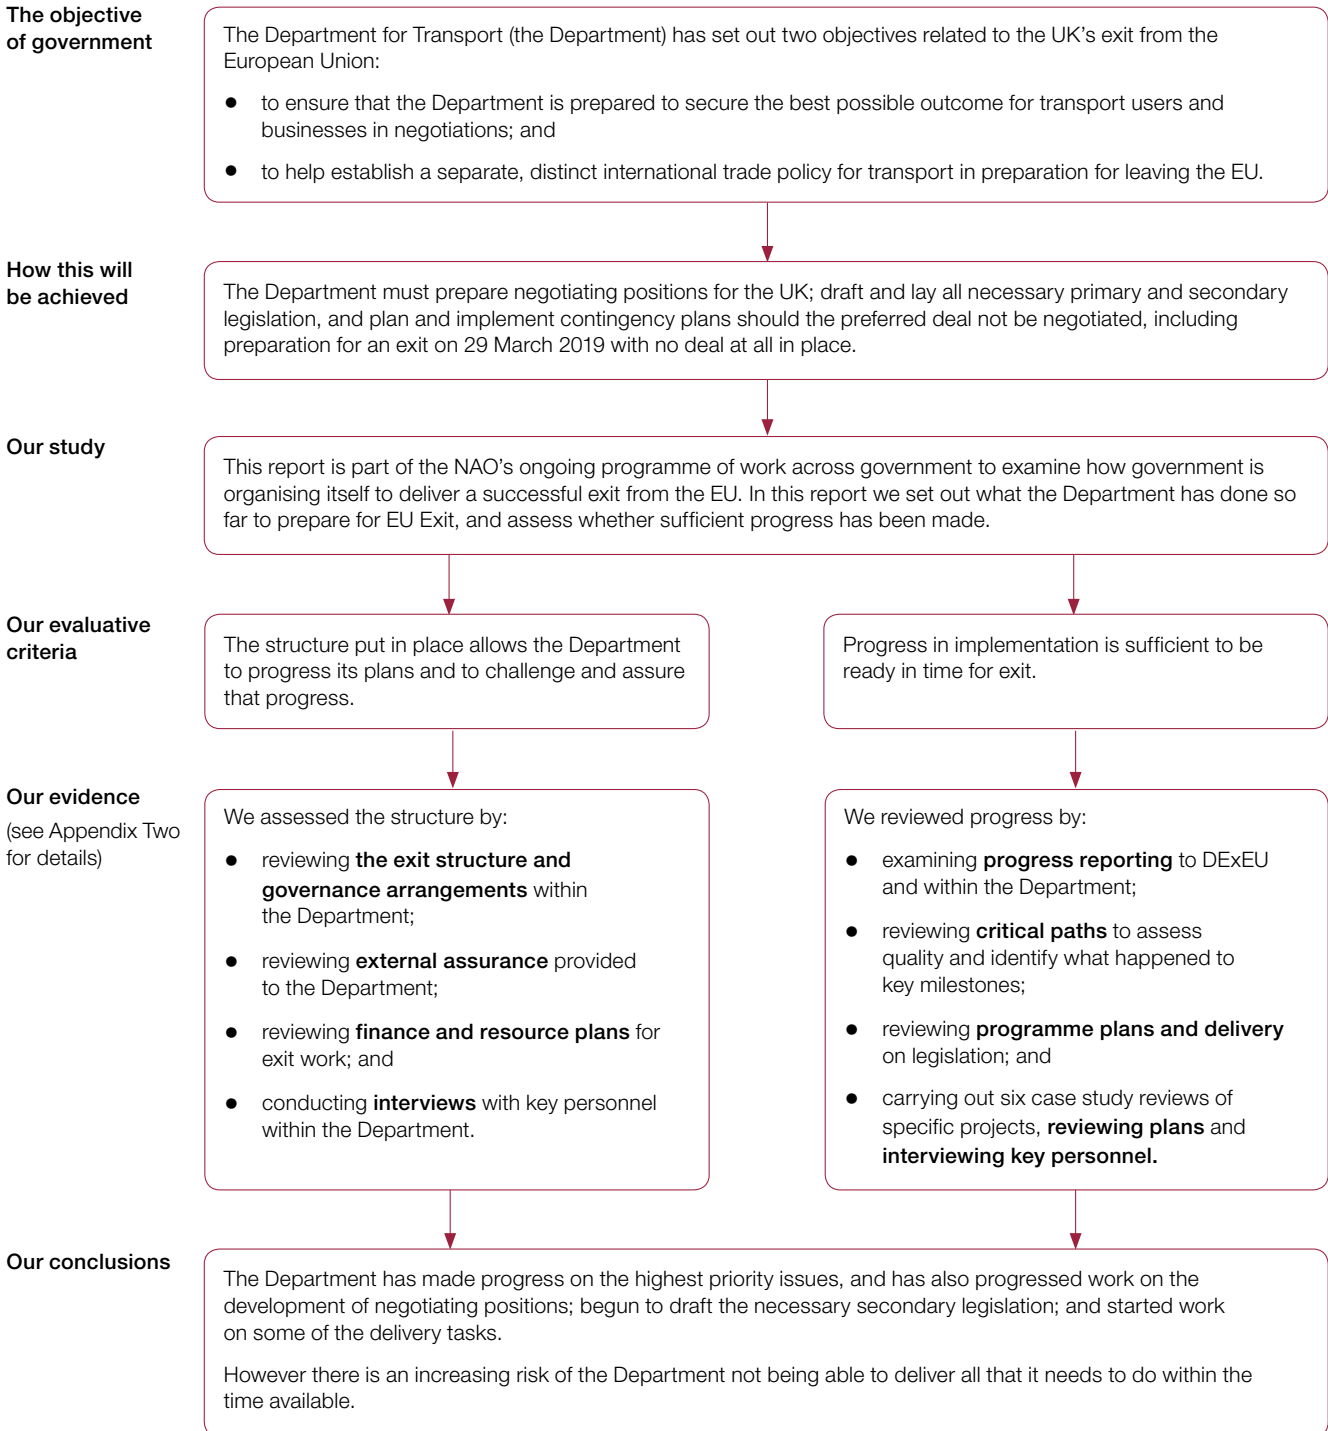 The objective
of government
The Department for Transport (the Department) has set out two objectives related to the UK's exit from the
European Union:
● to ensure that the Department is prepared to secure the best possible outcome for transport users and
businesses in negotiations; and
● to help establish a separate, distinct international trade policy for transport in preparation for leaving the EU.
How this will
be achieved
The Department must prepare negotiating positions for the UK; draft and lay all necessary primary and secondary
legislation, and plan and implement contingency plans should the preferred deal not be negotiated, including
preparation for an exit on 29 March 2019 with no deal at all in place.
Our study
This report is part of the NAO's ongoing programme of work across government to examine how government is
organising itself to deliver a successful exit from the EU. In this report we set out what the Department has done so
far to prepare for EU Exit, and assess whether sufficient progress has been made.
Our evaluative
criteria
The structure put in place allows the Department
to progress its plans and to challenge and assure
that progress.
Progress in implementation is sufficient to be
ready in time for exit.
Our evidence
(see Appendix Two
for details)
We assessed the structure by:
● reviewing the exit structure and
governance arrangements within
the Department;
● reviewing external assurance provided
to the Department;
● reviewing finance and resource plans for
exit work; and
● conducting interviews with key personnel
within the Department.
We reviewed progress by:
● examining progress reporting to DExEU
and within the Department;
● reviewing critical paths to assess
quality and identify what happened to
key milestones;
● reviewing programme plans and delivery
on legislation; and
● carrying out six case study reviews of
specific projects, reviewing plans and
interviewing key personnel.
Our conclusions
The Department has made progress on the highest priority issues, and has also progressed work on the
development of negotiating positions; begun to draft the necessary secondary legislation; and started work
on some of the delivery tasks.
However there is an increasing risk of the Department not being able to deliver all that it needs to do within the
time available.